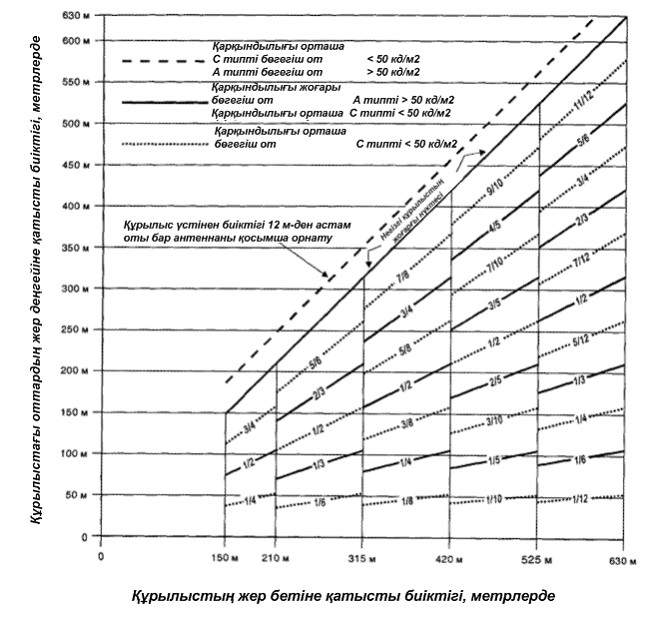 630 м
600 м
550 м
500 м
450 м
400 м
350 м
300 м
250 м
200 м
150 м
100 м
50 м
0
Құрылыстағы оттардың жер деңгейіне қатысты биіктігі, метрлерде
Қарқындылығы орташа
С типті бөгегіш от < 50 кд/м2
А типті бөгегіш от > 50 кд/м2
Қарқындылығы жоғары
бөгегіш от А типті > 50 кд/м2
Қарқындылығы орташа С типті < 50 кд/м2
Қарқындылығы орташа
бөгегіш от С типті < 50 кд/м2
Құрылыс үстінен биіктігі 12 м-ден астам
оты бар антеннаны қосымша орнату
Негізгі құрылыстың
жоғарғы нүктесі
3/4
1/2
1/4
5/6
2/3
1/2
1/3
1/6
7/8
3/4
5/8
1/2
3/8
1/4
1/8
9/10
4/5
7/10
3/5
1/2
2/5
3/10
1/5
1/10
11/12
5/6
3/4
2/3
7/12
1/2
5/12
1/3
1/4
1/6
1/12
0
150 м
210 м
315 м
420 м
525 м
630 м
Құрылыстың жер бетіне қатысты биіктігі, метрлерде